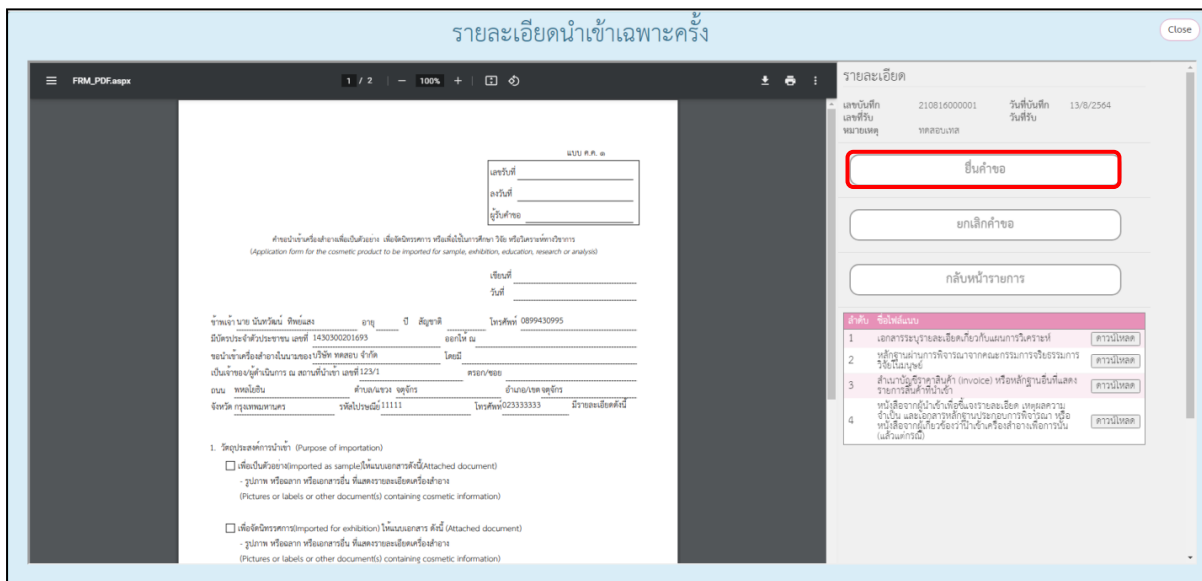 รายละเอียดนำเข้าเฉพาะครั้ง
Close
FRM_PDF.aspx
1 / 2
100%
แบบ ค.ค. ๑
เลขรับที่
ลงวันที่
ผู้รับคำขอ
คำขอนำเข้าเครื่องสำอางเพื่อเป็นตัวอย่าง เพื่อจัดนิทรรศการ หรือเพื่อใช้ในการศึกษา วิจัย หรือวิเคราะห์ทางวิชาการ
(Application form for the cosmetic product to be imported for sample, exhibition, education, research or analysis)
เขียนที่
วันที่
ข้าพเจ้า นาย นันทวัฒน์ ทิพย์แสง อายุ ปี สัญชาติ โทรศัพท์ 0899430995
มีบัตรประจำตัวประชาชน เลขที่ 1430300201693 ออกให้ ณ
ขอนำเข้าเครื่องสำอางในนามของ บริษัท ทดสอบ จำกัด โดยมี
เป็นเจ้าของ/ผู้ดำเนินการ ณ สถานที่นำเข้า เลขที่ 123/1 ตรอก/ซอย
ถนน พหลโยธิน ตำบล/แขวง จตุจักร อำเภอ/เขต จตุจักร
จังหวัด กรุงเทพมหานคร รหัสไปรษณีย์ 11111 โทรศัพท์ 023333333 มีรายละเอียดดังนี้
1. วัตถุประสงค์การนำเข้า (Purpose of importation)
เพื่อเป็นตัวอย่าง(imported as sample)ให้แนบเอกสารดังนี้(Attached document)
- รูปภาพ หรือฉลาก หรือเอกสารอื่น ที่แสดงรายละเอียดเครื่องสำอาง
(Pictures or labels or other document(s) containing cosmetic information)
เพื่อจัดนิทรรศการ(Imported for exhibition) ให้แนบเอกสาร ดังนี้ (Attached document)
- รูปภาพ หรือฉลาก หรือเอกสารอื่น ที่แสดงรายละเอียดเครื่องสำอาง
(Pictures or labels or other document(s) containing cosmetic information)
รายละเอียด
เลขบันทึก 210816000001 วันที่บันทึก 13/8/2564
เลขที่รับ วันที่รับ
หมายเหตุ ทดสอบเทส
ยื่นคำขอ
ยกเลิกคำขอ
กลับหน้ารายการ
ลำดับ ชื่อไฟล์แนบ
1 เอกสารระบุรายละเอียดเกี่ยวกับแผนการวิเคราะห์ ดาวน์โหลด
2 หลักฐานผ่านการพิจารณาจากคณะกรรมการจริยธรรมการ
วิจัยในมนุษย์ ดาวน์โหลด
3 สำเนาบัญชีราคาสินค้า (Invoice) หรือหลักฐานอื่นที่แสดง
รายการสินค้าที่นำเข้า ดาวน์โหลด
หนังสือจากผู้นำเข้าเพื่อชี้แจงรายละเอียด เหตุผลความ
4 จำเป็น และเอกสารหลักฐานประกอบการพิจารณา หรือ ดาวน์โหลด
หนังสือจากผู้เกี่ยวข้องว่านำเข้าเครื่องสำอางเพื่อการนั้น
(แล้วแต่กรณี)